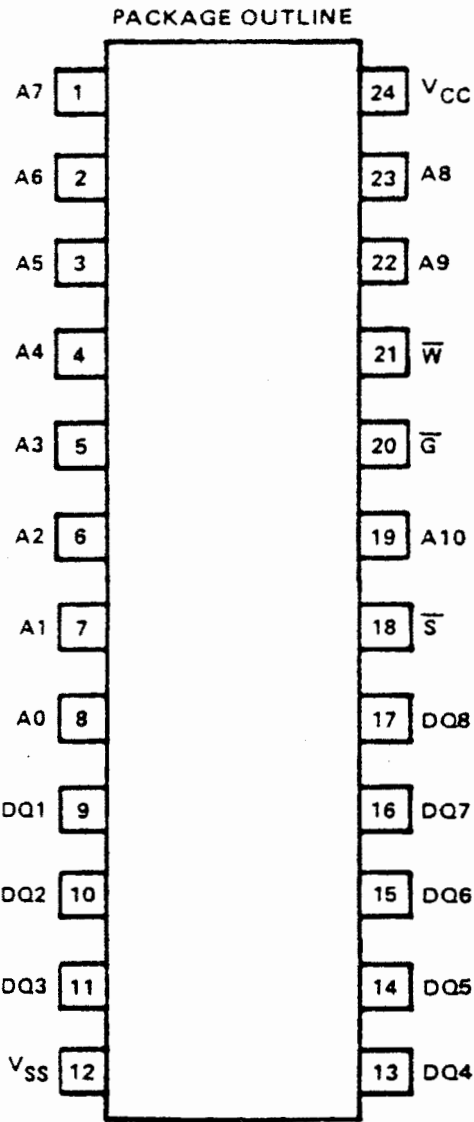 PACKAGE OUTLINE
A7 1 24 VCC
A6 2 23 A8
A5 3 22 A9
A4 4 21 W̅
A3 5 20 G̅
A2 6 19 A10
A1 7 18 S̅
A0 8 17 DQ8
DQ1 9 16 DQ7
DQ2 10 15 DQ6
DQ3 11 14 DQ5
VSS 12 13 DQ4